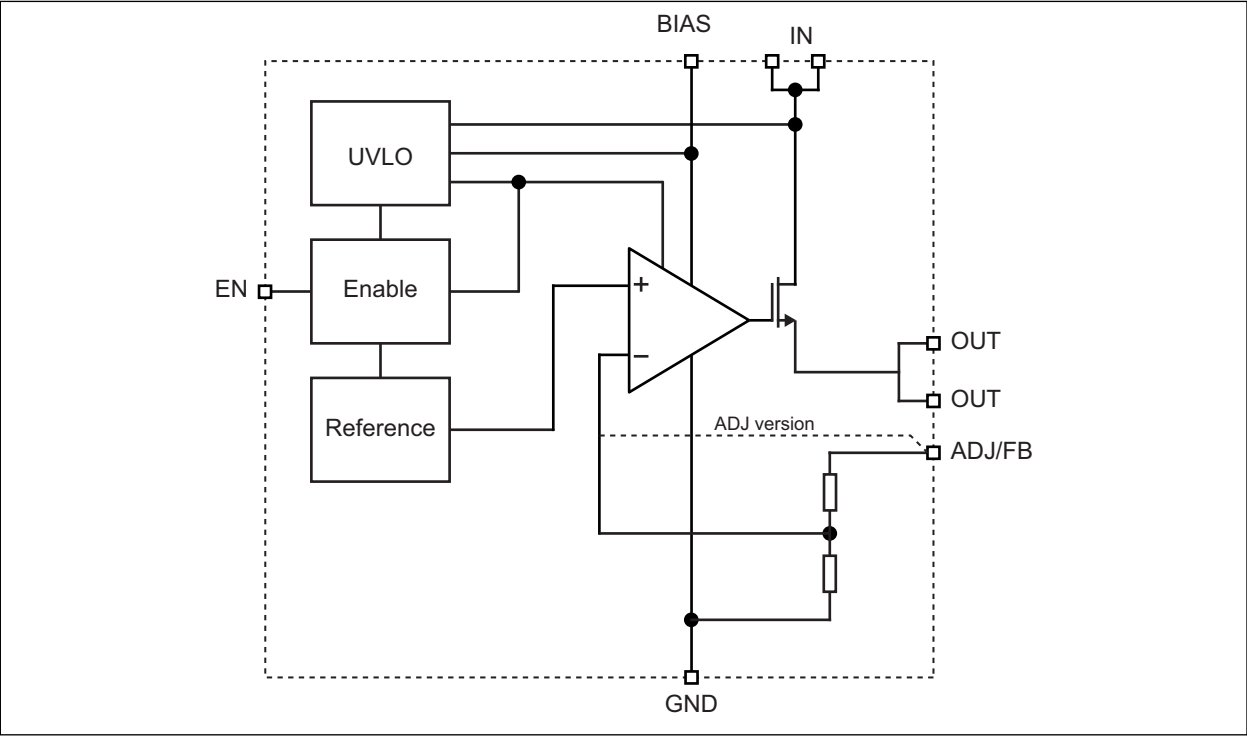 BIAS
IN
UVLO
EN
Enable
+
−
OUT
OUT
Reference
ADJ version
ADJ/FB
GND